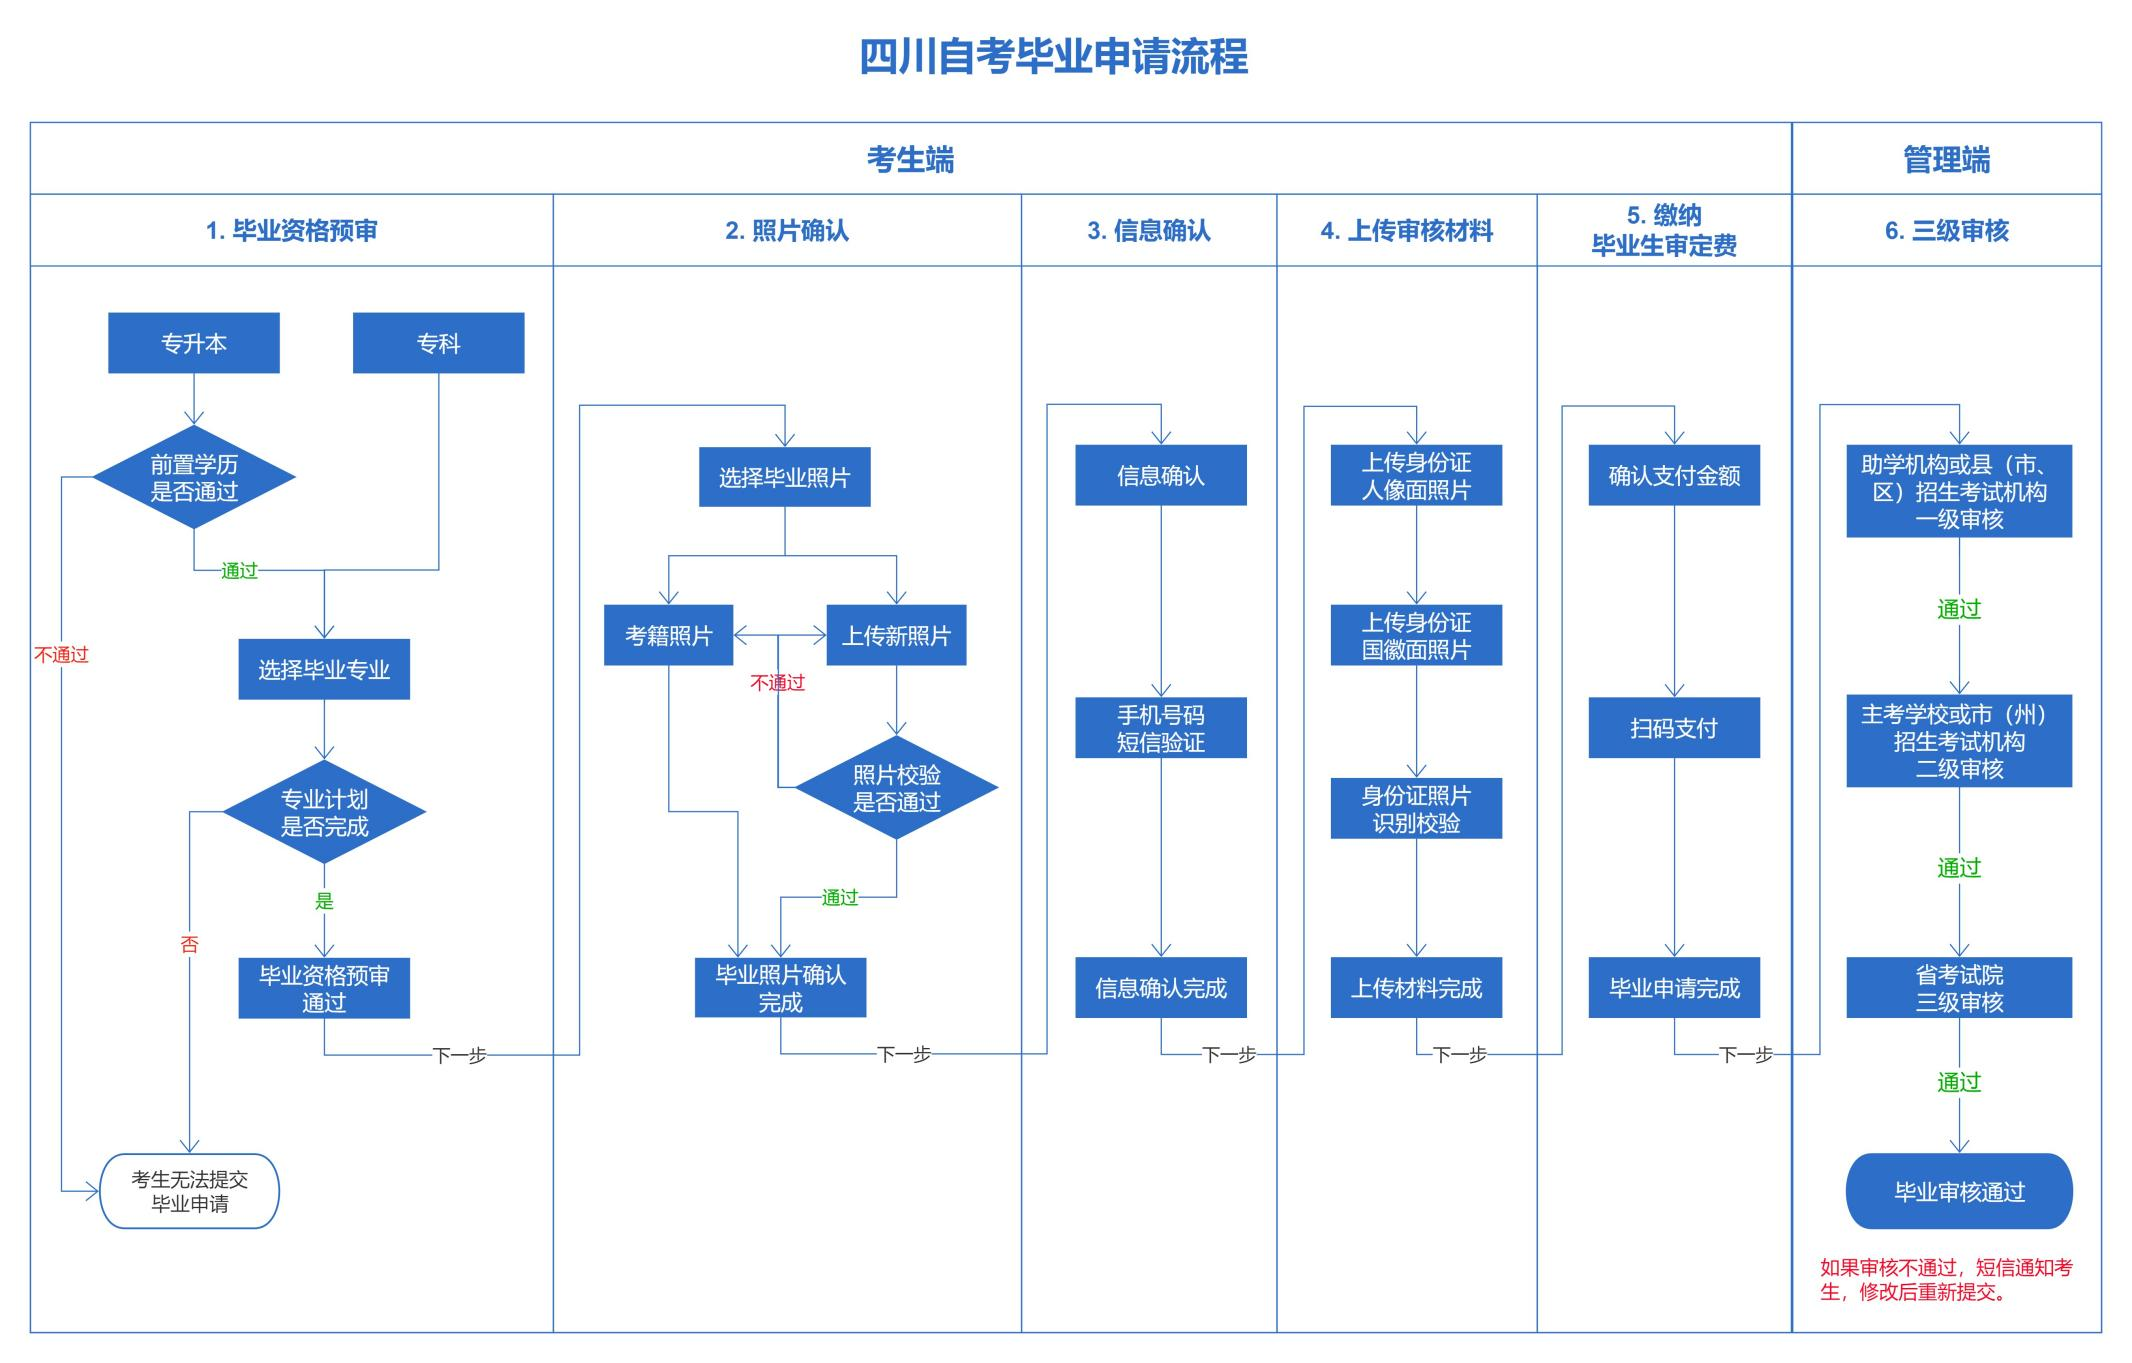 四川自考毕业申请流程
考生端
管理端
1. 毕业资格预审
2. 照片确认
3. 信息确认
4. 上传审核材料
5. 缴纳
毕业生审定费
6. 三级审核
专升本
专科
前置学历
是否通过
通过
不通过
选择毕业专业
专业计划
是否完成
是
否
毕业资格预审
通过
下一步
考生无法提交
毕业申请
选择毕业照片
考籍照片
上传新照片
不通过
照片校验
是否通过
通过
毕业照片确认
完成
下一步
信息确认
手机号码
短信验证
信息确认完成
下一步
上传身份证
人像面照片
上传身份证
国徽面照片
身份证照片
识别校验
上传材料完成
下一步
确认支付金额
扫码支付
毕业申请完成
下一步
助学机构或县（市、
区）招生考试机构
一级审核
通过
主考学校或市（州）
招生考试机构
二级审核
通过
省考试院
三级审核
通过
毕业审核通过
如果审核不通过，短信通知考
生，修改后重新提交。